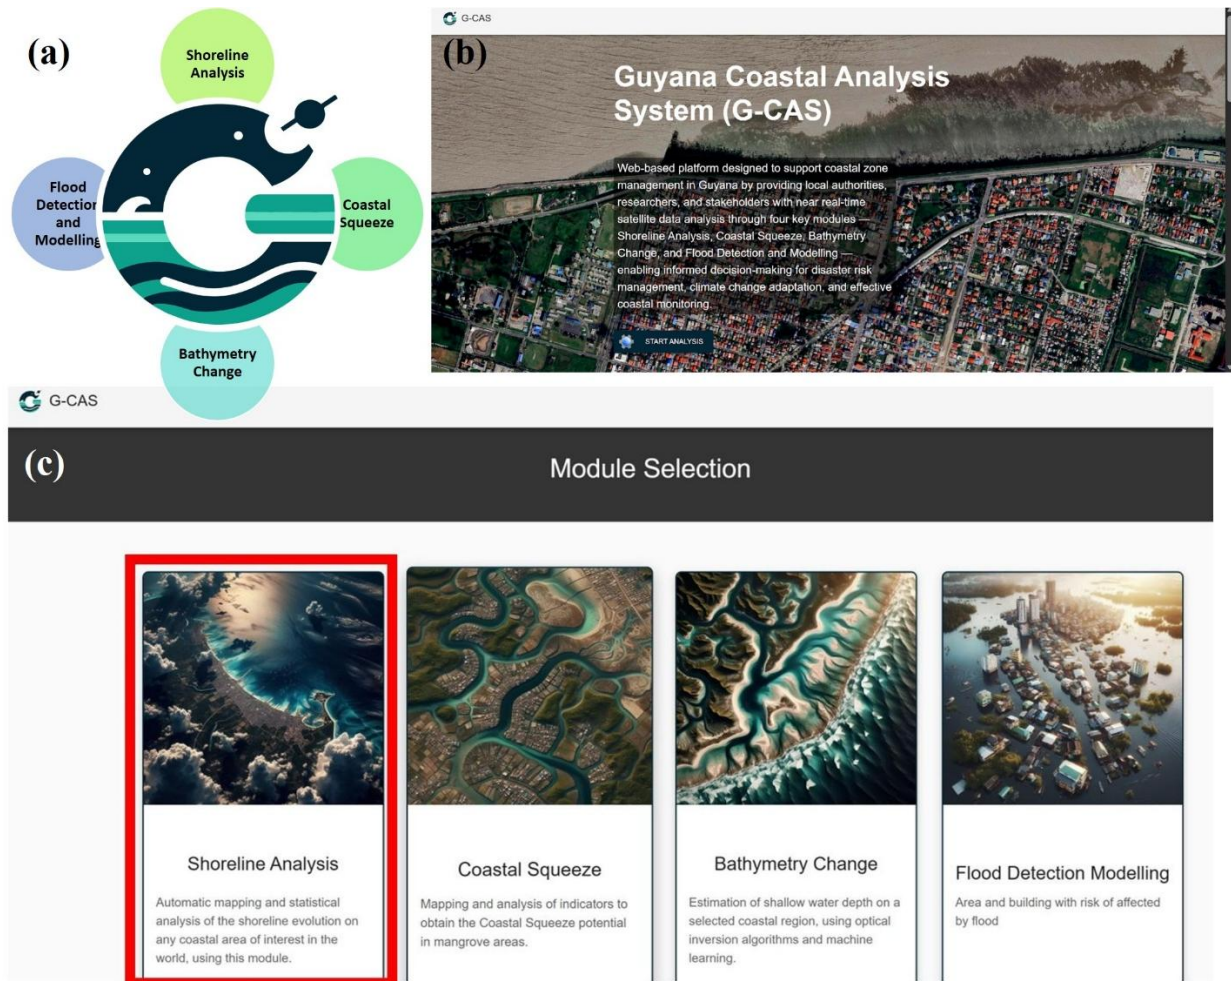 (a)
Shoreline
Analysis
Flood
Detection
and
Modelling
Coastal
Squeeze
Bathymetry
Change
G-CAS
(b)
Guyana Coastal Analysis
System (G-CAS)
Web-based platform designed to support coastal zone
management in Guyana by providing local authorities,
researchers, and stakeholders with near real-time
satellite data analysis through four key modules —
Shoreline Analysis, Coastal Squeeze, Bathymetry
Change, and Flood Detection and Modelling —
enabling informed decision-making for disaster risk
management, climate change adaptation, and effective
coastal monitoring.
START ANALYSIS
G-CAS
(c)
Module Selection
Shoreline Analysis
Automatic mapping and statistical
analysis of the shoreline evolution on
any coastal area of interest in the
world, using this module.
Coastal Squeeze
Mapping and analysis of indicators to
obtain the Coastal Squeeze potential
in mangrove areas.
Bathymetry Change
Estimation of shallow water depth on a
selected coastal region, using optical
inversion algorithms and machine
learning.
Flood Detection Modelling
Area and building with risk of affected
by flood